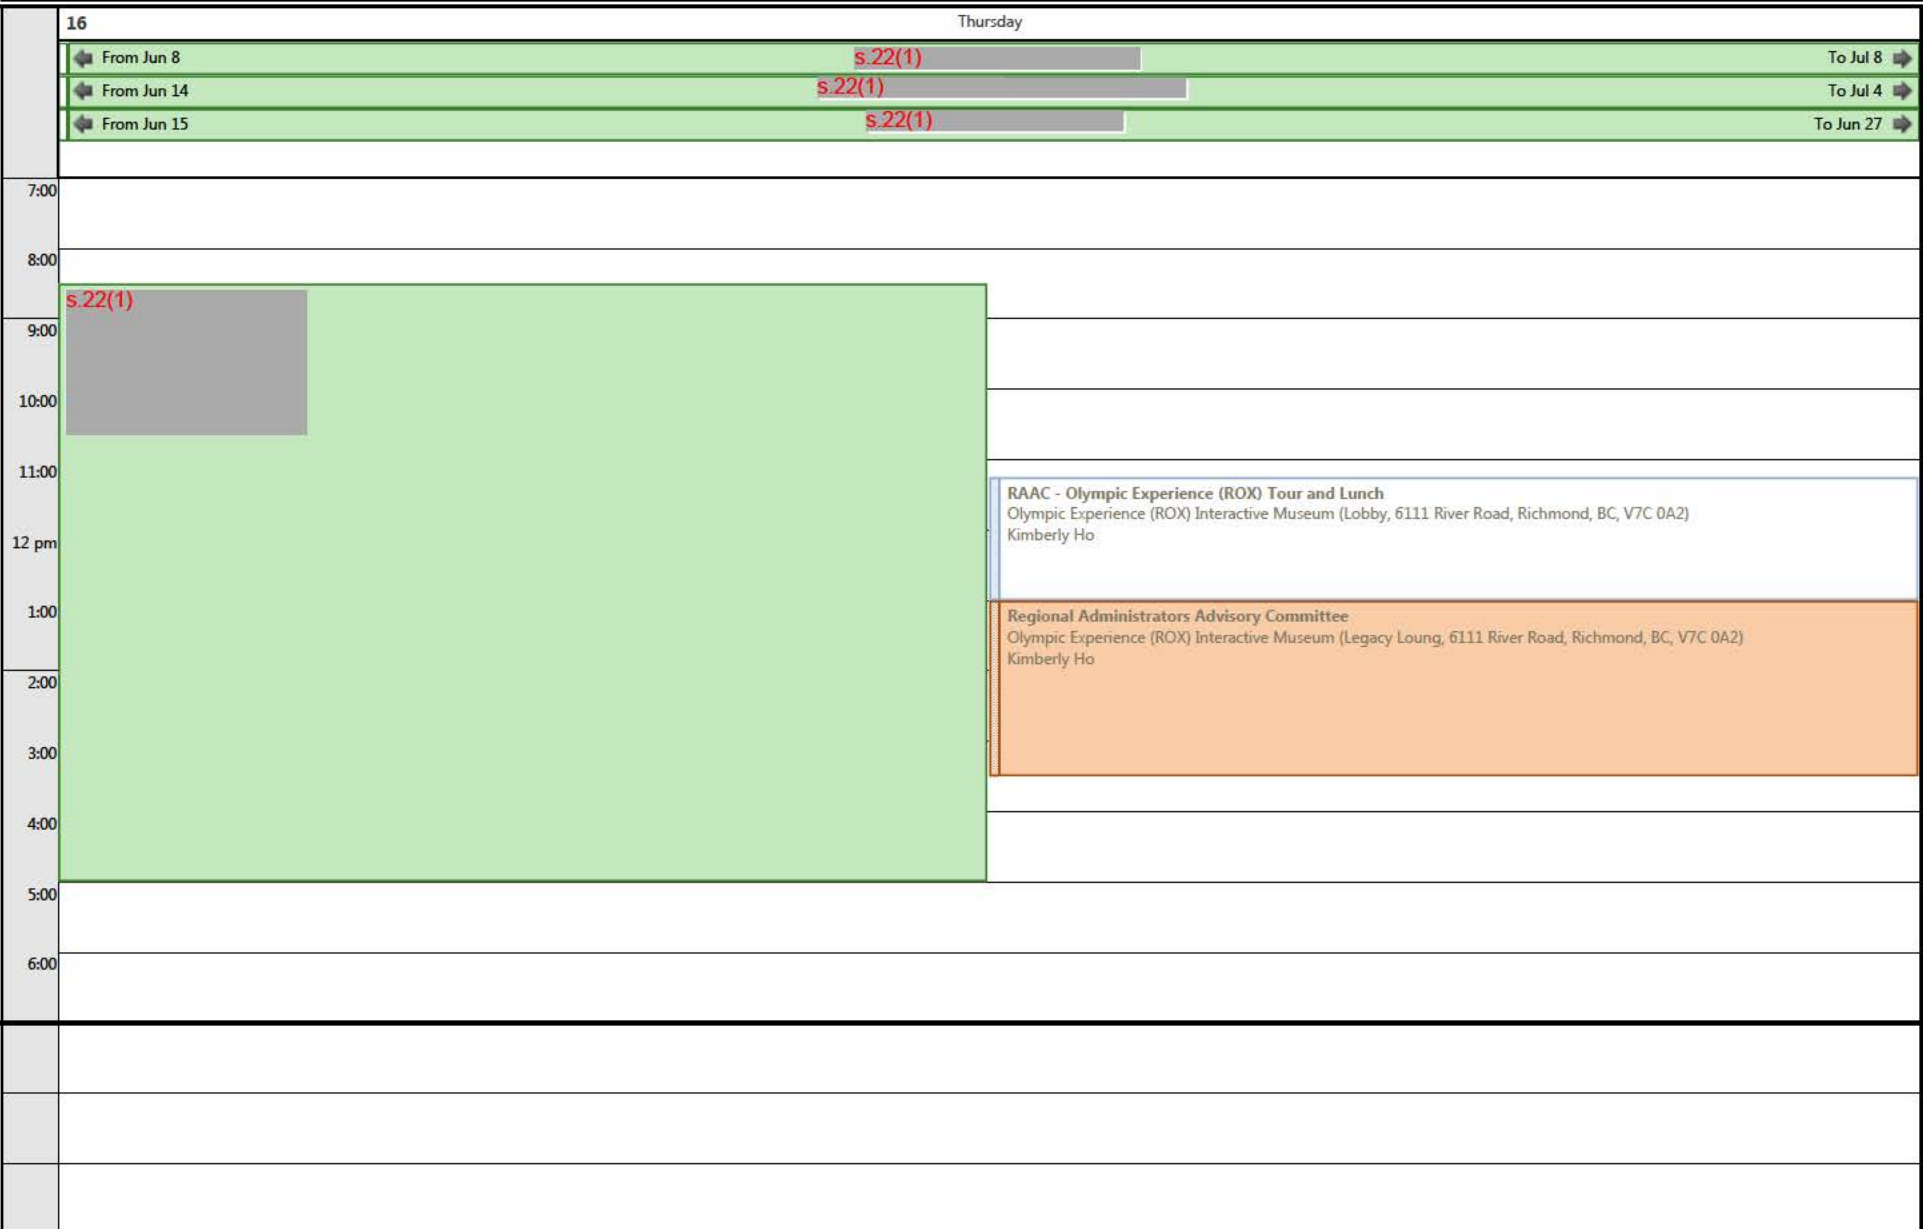 16 Thursday
From Jun 8 s.22(1) To Jul 8
From Jun 14 s.22(1) To Jul 4
From Jun 15 s.22(1) To Jun 27
7:00
8:00
s.22(1)
9:00
10:00
11:00
RAAC - Olympic Experience (ROX) Tour and Lunch
Olympic Experience (ROX) Interactive Museum (Lobby, 6111 River Road, Richmond, BC, V7C 0A2)
Kimberly Ho
12 pm
1:00
Regional Administrators Advisory Committee
Olympic Experience (ROX) Interactive Museum (Legacy Loung, 6111 River Road, Richmond, BC, V7C 0A2)
Kimberly Ho
2:00
3:00
4:00
5:00
6:00